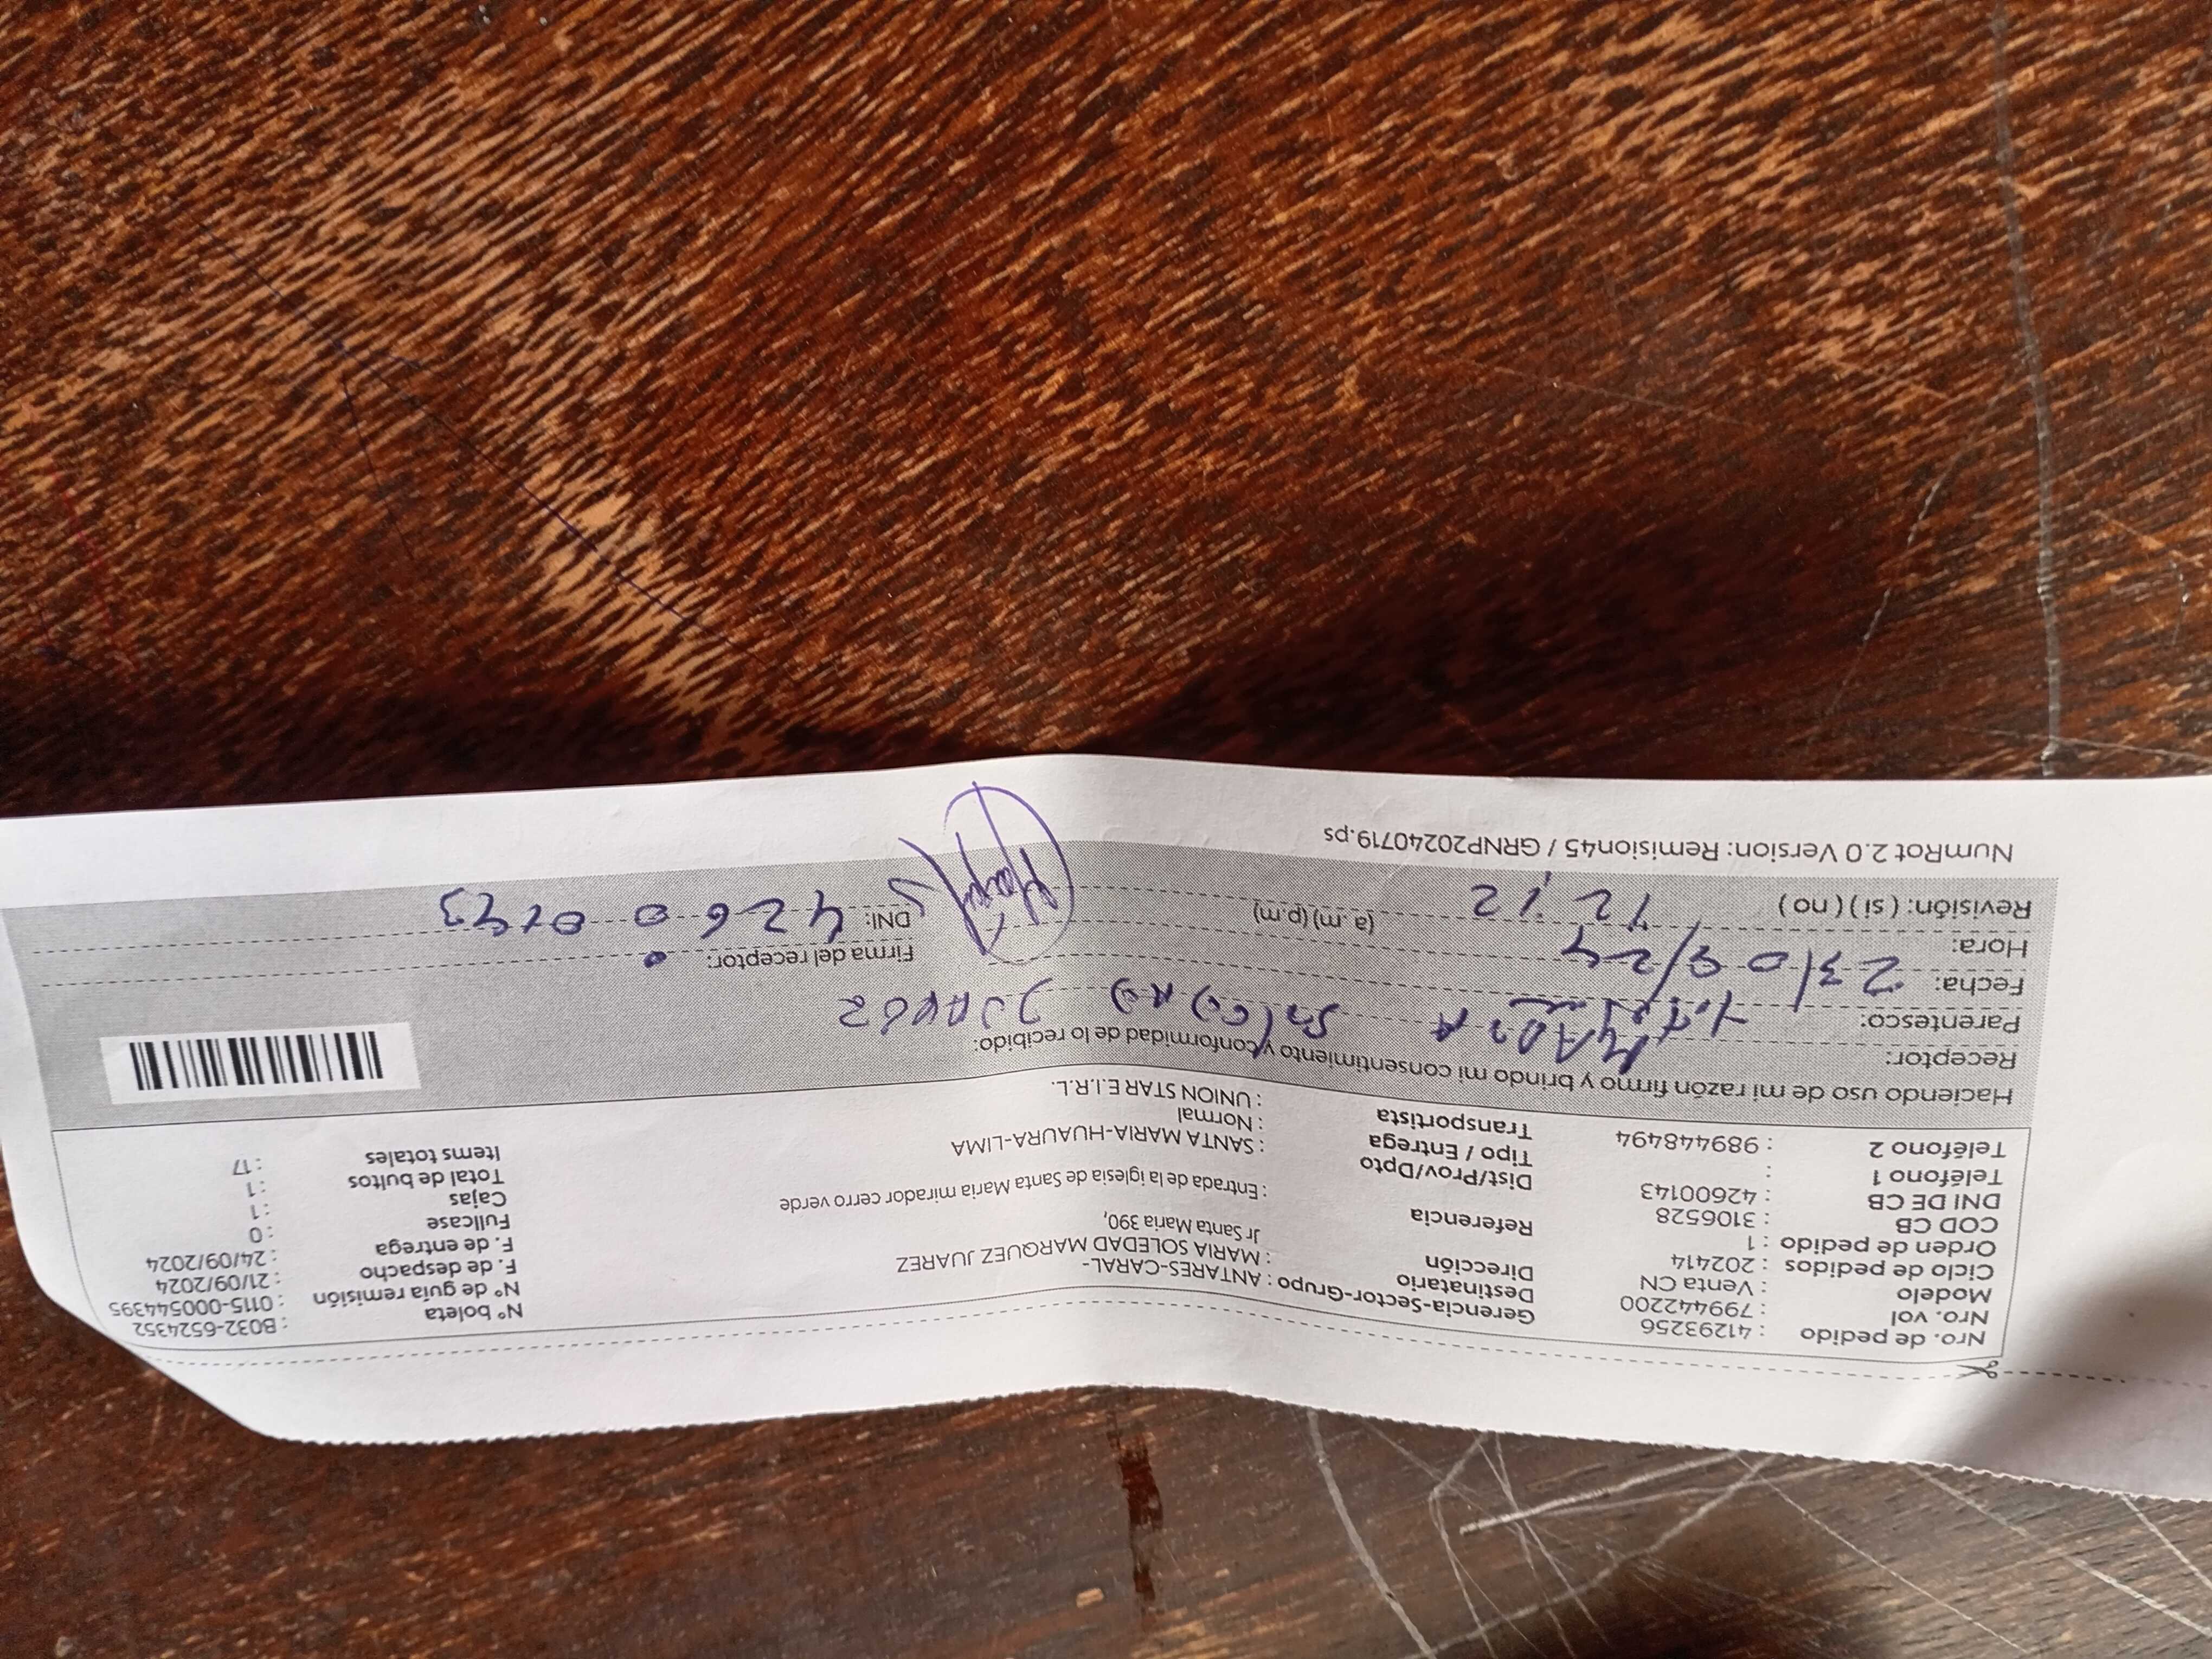 Nro. de pedido : 41293256
Nro. vol : 799442200
Modelo : Venta CN
Ciclo de pedidos : 202414
Orden de pedido : 1
COD CB : 3106528
DNI DE CB : 42600143
Teléfono 1 :
Teléfono 2 : 989448494
Gerencia-Sector-Grupo : ANTARES-CARAL-
Destinatario : MARIA SOLEDAD MARQUEZ JUAREZ
Dirección Jr Santa Maria 390,
Referencia : Entrada de la iglesia de Santa Maria mirador cerro verde
Dist/Prov/Dpto : SANTA MARIA-HUAURA-LIMA
Tipo / Entrega : Normal
Transportista : UNION STAR E.I.R.L.
N° boleta : B032-6524352
N° de guía remisión : 0115-000544395
F. de despacho : 21/09/2024
F. de entrega : 24/09/2024
Fullcase : 0
Cajas : 1
Total de bultos : 1
Items totales : 17
Haciendo uso de mi razón firmo y brindo mi consentimiento y conformidad de lo recibido:
Receptor: MARIA
Parentesco:
Fecha: 23/09/24
Hora: 12:12 (a.m) (p.m)
Revisión: (si) (no)
Firma del receptor:
DNI: 42600143
NumRot 2.0 Version: Remision45 / GRNP20240719.ps